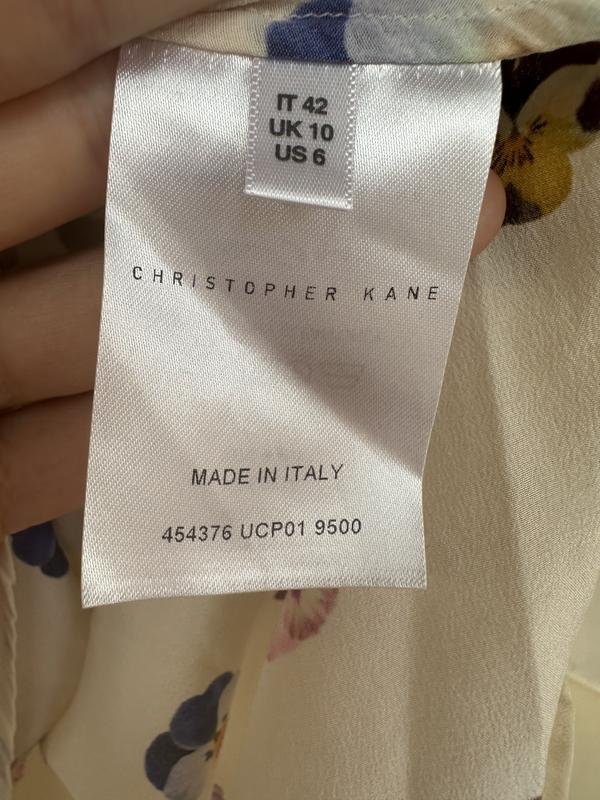 IT 42
UK 10
US 6
CHRISTOPHER KANE
MADE IN ITALY
454376 UCP01 9500